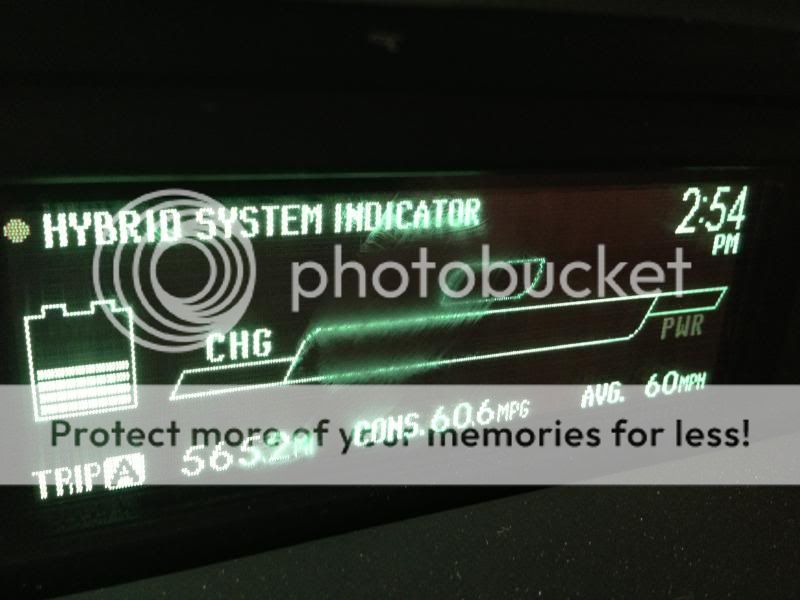 HYBRID SYSTEM INDICATOR
2:54
PM
photobucket
CHG
PWR
AVG. 60MPH
CONS. 60.6MPG
Protect more of your memories for less!
TRIP A 565.2M